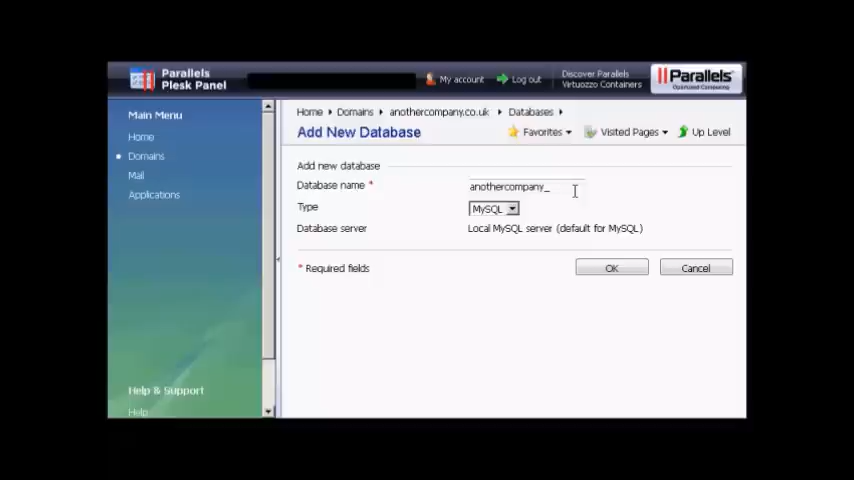 Parallels
Plesk Panel
My account
Log out
Discover Parallels
Virtuozzo Containers
Parallels™
Optimized Computing
Main Menu
Home
Domains
Mail
Applications
Help & Support
Help
Home Domains anothercompany.co.uk Databases
Add New Database
Favorites
Visited Pages
Up Level
Add new database
Database name * anothercompany_
Type MySQL
Database server Local MySQL server (default for MySQL)
* Required fields
OK
Cancel